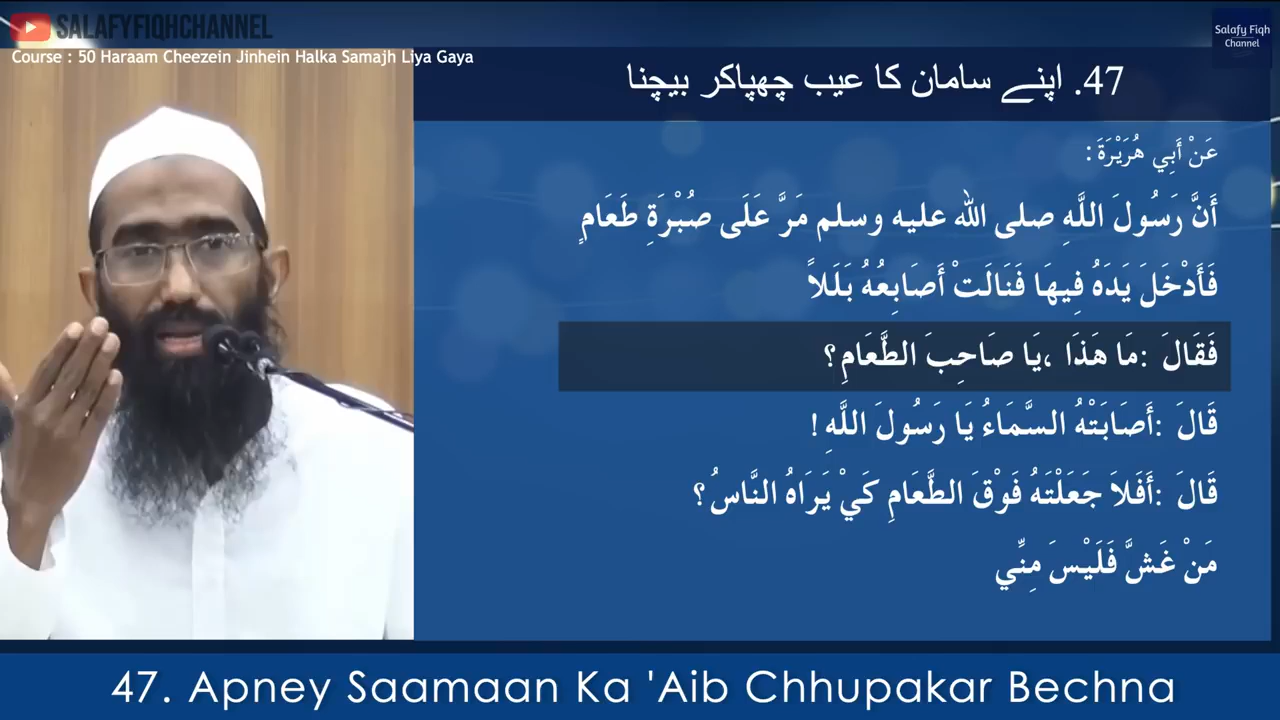 SALAFYFIQHCHANNEL
Salafy Fiqh
Channel
Course : 50 Haraam Cheezein Jinhein Halka Samajh Liya Gaya
47. اپنے سامان کا عیب چھپاکر بیچنا
عَنْ أَبِي هُرَيْرَةَ :
أَنَّ رَسُولَ اللَّهِ صلى الله عليه وسلم مَرَّ عَلَى صُبْرَةِ طَعَامٍ
فَأَدْخَلَ يَدَهُ فِيهَا فَنَالَتْ أَصَابِعُهُ بَلَلاً
فَقَالَ :مَا هَذَا ،يَا صَاحِبَ الطَّعَامِ؟
قَالَ :أَصَابَتْهُ السَّمَاءُ يَا رَسُولَ اللَّهِ!
قَالَ :أَفَلاَ جَعَلْتَهُ فَوْقَ الطَّعَامِ كَيْ يَرَاهُ النَّاسُ؟
مَنْ غَشَّ فَلَيْسَ مِنِّي
47. Apney Saamaan Ka 'Aib Chhupakar Bechna